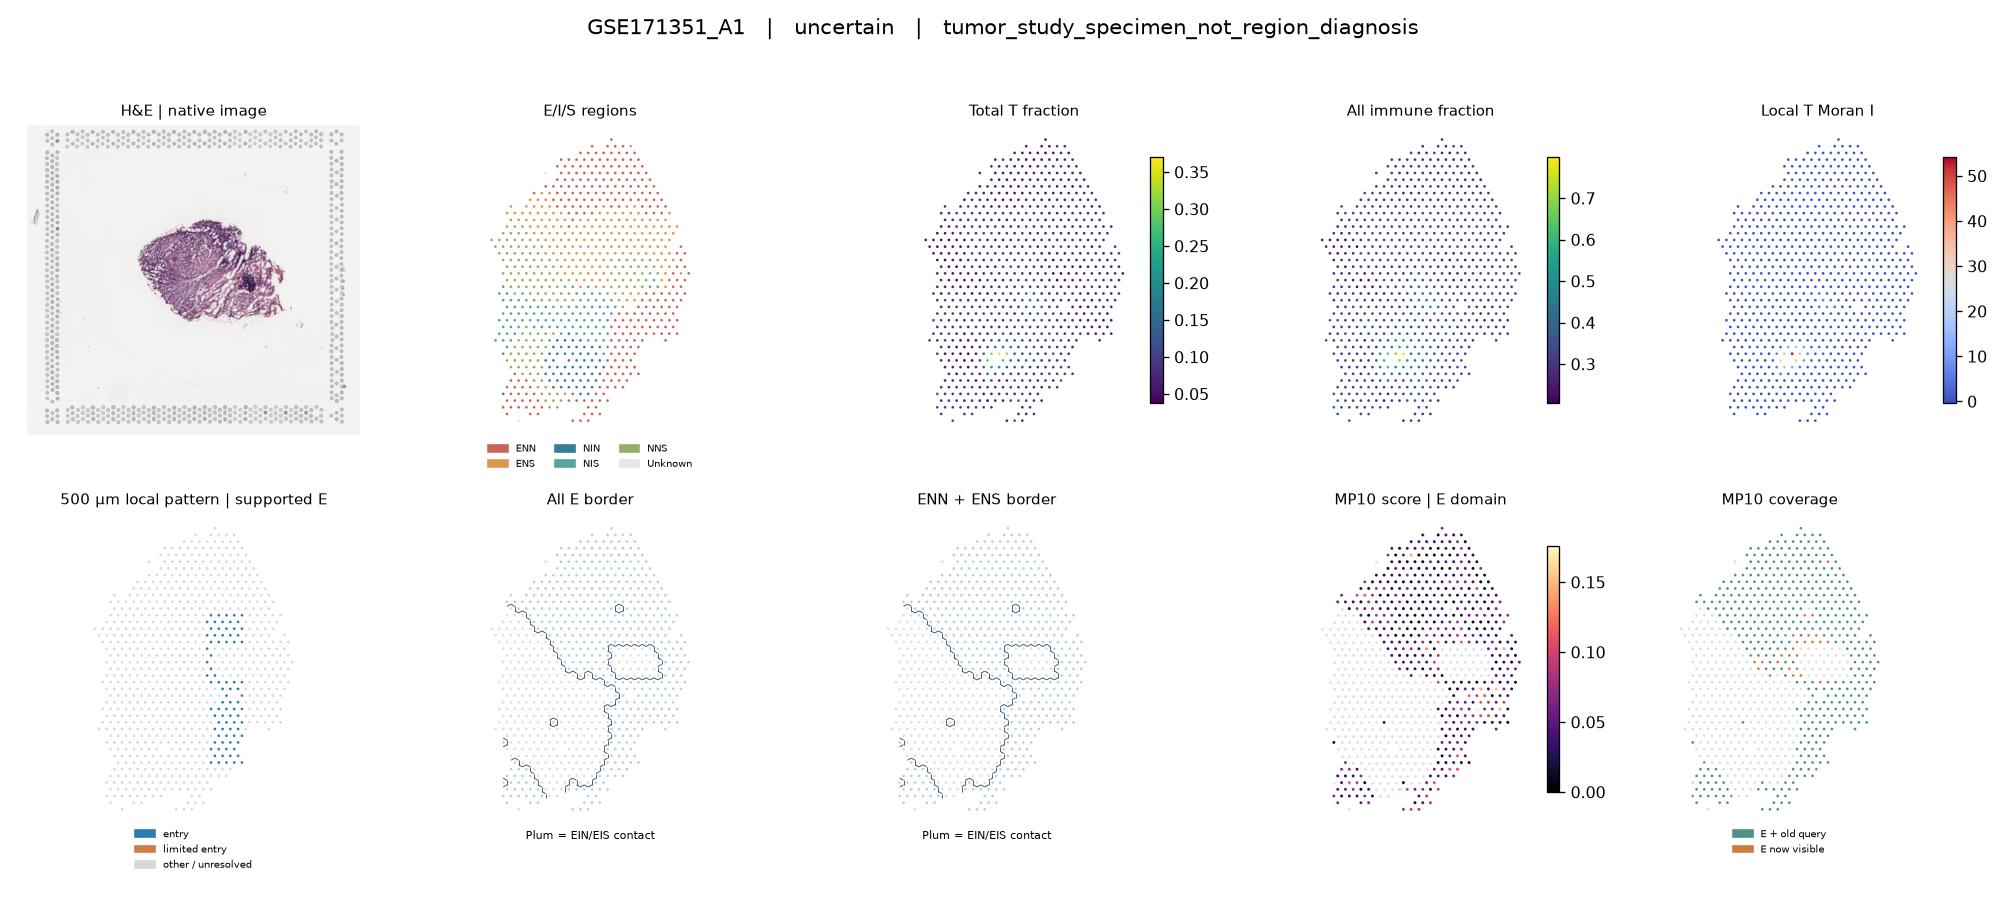 GSE171351_A1 | uncertain | tumor_study_specimen_not_region_diagnosis
H&E | native image
E/I/S regions
Total T fraction
All immune fraction
Local T Moran I
0.35
0.30
0.25
0.20
0.15
0.10
0.05
0.7
0.6
0.5
0.4
0.3
50
40
30
20
10
0
ENN
NIN
NNS
ENS
NIS
Unknown
500 µm local pattern | supported E
All E border
ENN + ENS border
MP10 score | E domain
MP10 coverage
0.15
0.10
0.05
0.00
entry
limited entry
other / unresolved
Plum = EIN/EIS contact
Plum = EIN/EIS contact
E + old query
E now visible